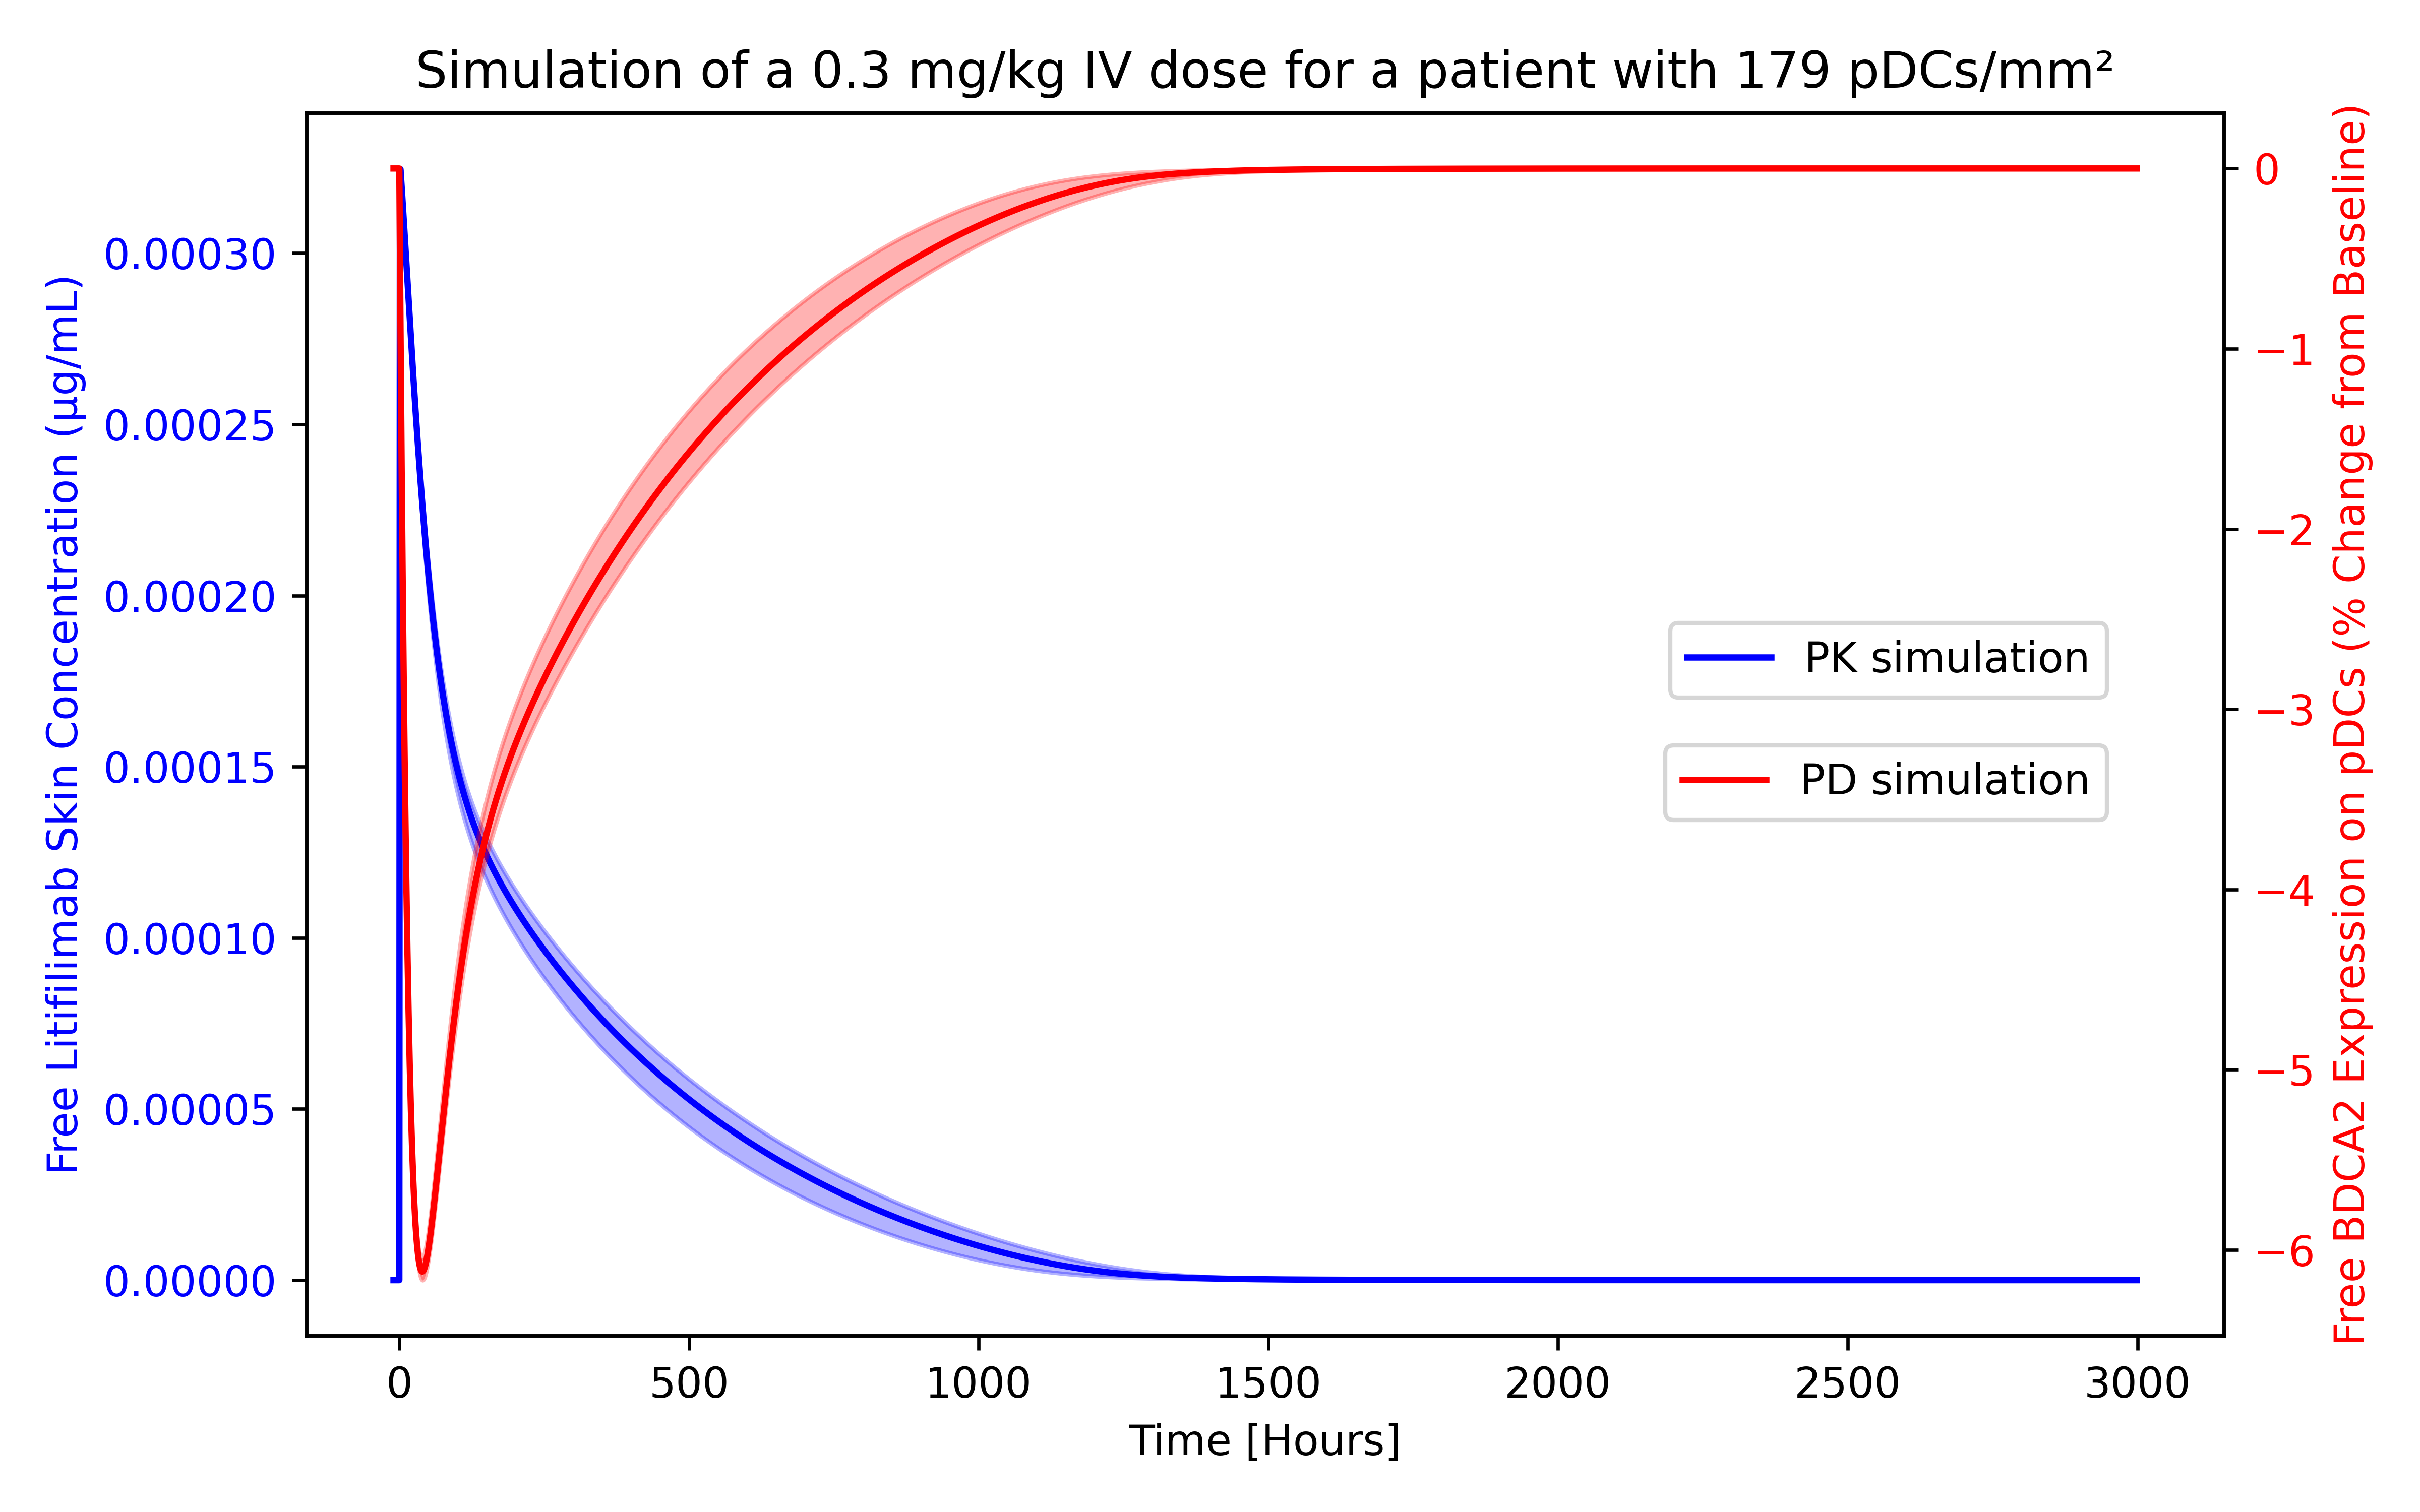 Simulation of a 0.3 mg/kg IV dose for a patient with 179 pDCs/mm²
Free Litifilimab Skin Concentration (µg/mL)
0.00030
0.00025
0.00020
0.00015
0.00010
0.00005
0.00000
PK simulation
PD simulation
0
−1
−2
−3
−4
−5
−6
Free BDCA2 Expression on pDCs (% Change from Baseline)
0 500 1000 1500 2000 2500 3000
Time [Hours]